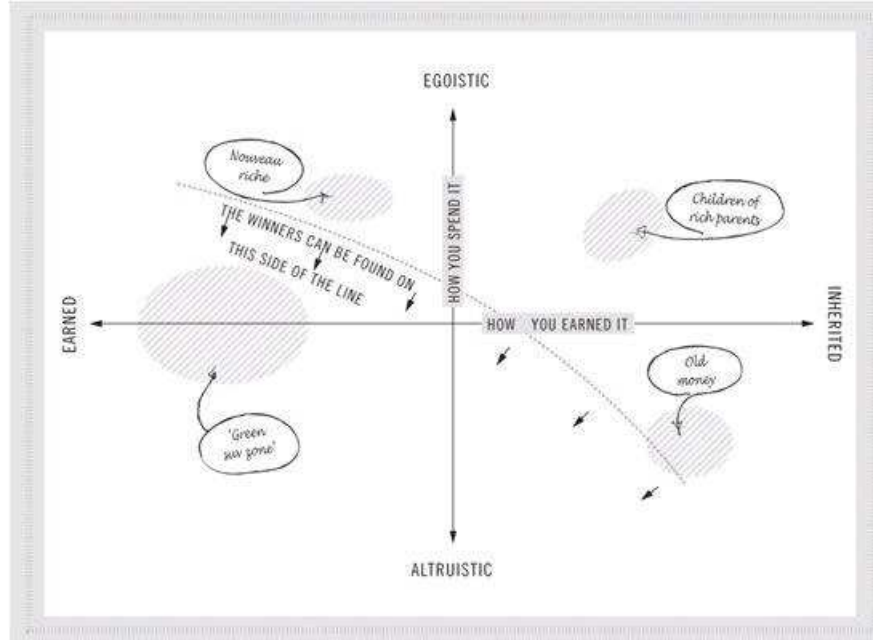 EGOISTIC
Nouveau
riche
Children of
rich parents
HOW YOU SPEND IT
THE WINNERS CAN BE FOUND ON
THIS SIDE OF THE LINE
EARNED
HOW YOU EARNED IT
INHERITED
Old
money
'Green
suv zone'
ALTRUISTIC